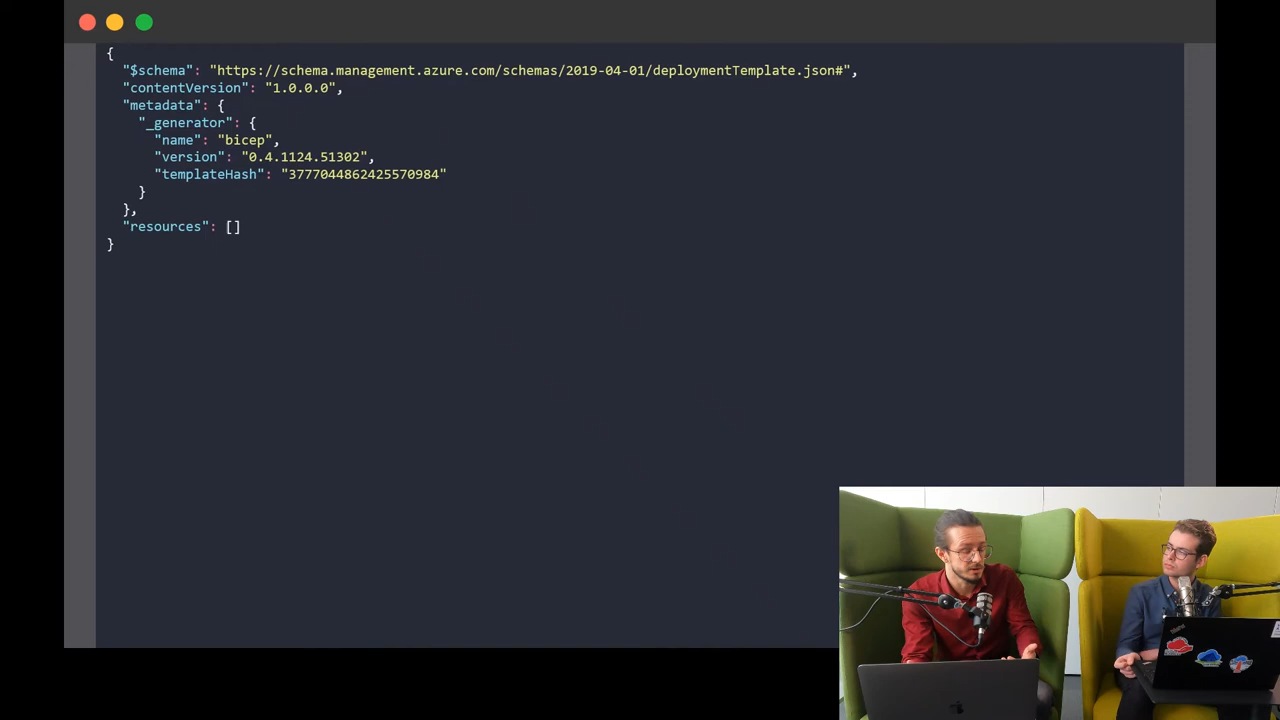 {
"$schema": "https://schema.management.azure.com/schemas/2019-04-01/deploymentTemplate.json#",
"contentVersion": "1.0.0.0",
"metadata": {
"_generator": {
"name": "bicep",
"version": "0.4.1124.51302",
"templateHash": "3777044862425570984"
}
},
"resources": []
}